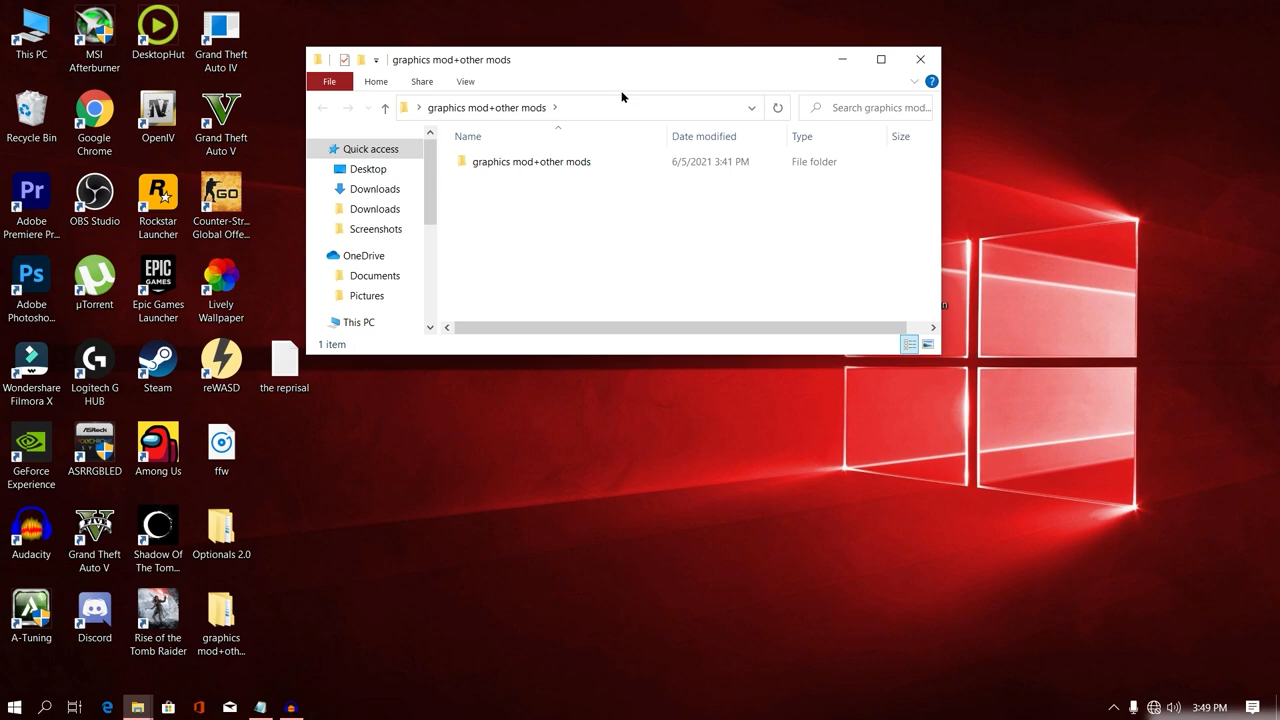 This PC
MSI
Afterburner
DesktopHut
Grand Theft
Auto IV
Recycle Bin
Google
Chrome
OpenIV
Grand Theft
Auto V
Adobe
Premiere Pr...
OBS Studio
Rockstar
Launcher
Counter-Str...
Global Offe...
Adobe
Photosho...
µTorrent
Epic Games
Launcher
Lively
Wallpaper
Wondershare
Filmora X
Logitech G
HUB
Steam
reWASD
the reprisal
GeForce
Experience
ASRRGBLED
Among Us
ffw
Audacity
Grand Theft
Auto V
Shadow Of
The Tom...
Optionals 2.0
A-Tuning
Discord
Rise of the
Tomb Raider
graphics
mod+oth...
graphics mod+other mods
File
Home
Share
View
graphics mod+other mods
Search graphics mod...
Name
Date modified
Type
Size
graphics mod+other mods
6/5/2021 3:41 PM
File folder
Quick access
Desktop
Downloads
Downloads
Screenshots
OneDrive
Documents
Pictures
This PC
1 item
3:49 PM